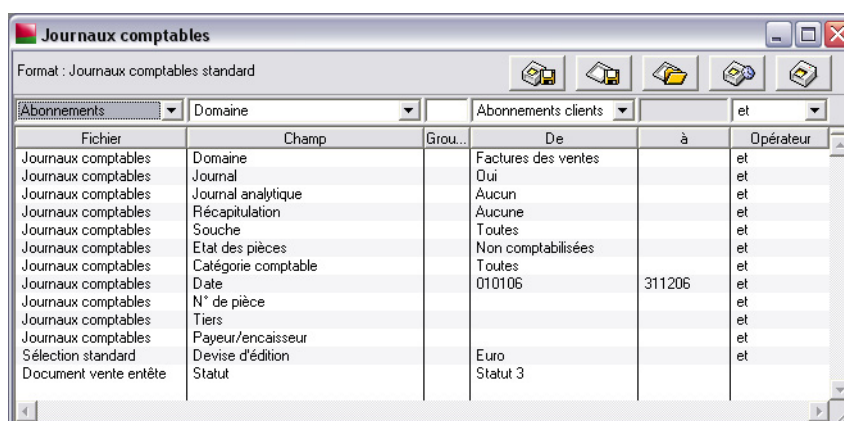 Journaux comptables
Format : Journaux comptables standard
Abonnements Domaine Abonnements clients et
Fichier Champ Grou... De à Opérateur
Journaux comptables Domaine Factures des ventes et
Journaux comptables Journal Oui et
Journaux comptables Journal analytique Aucun et
Journaux comptables Récapitulation Aucune et
Journaux comptables Souche Toutes et
Journaux comptables Etat des pièces Non comptabilisées et
Journaux comptables Catégorie comptable Toutes et
Journaux comptables Date 010106 311206 et
Journaux comptables N° de pièce et
Journaux comptables Tiers et
Journaux comptables Payeur/encaisseur et
Sélection standard Devise d'édition Euro et
Document vente entête Statut Statut 3